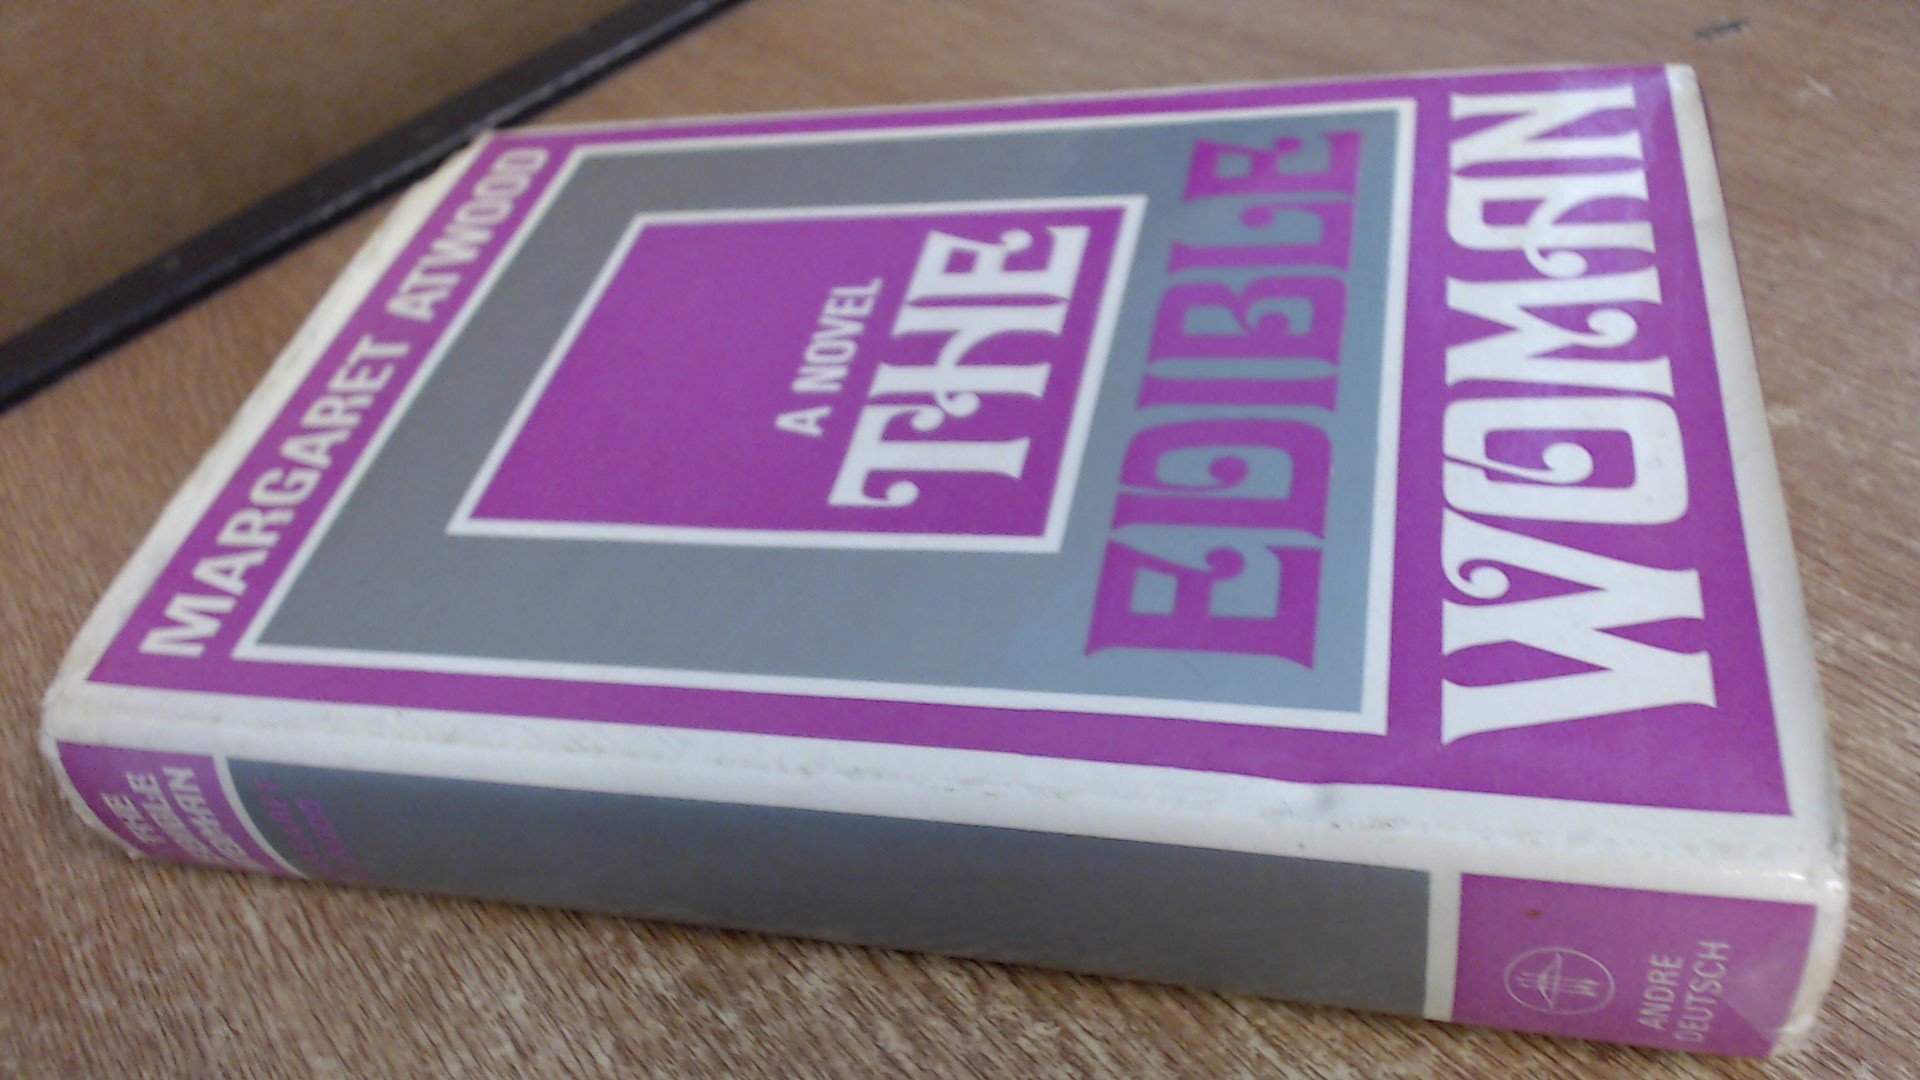 MARGARET ATWOOD
A NOVEL
THE
EDIBLE
WOMAN
THE
EDIBLE
WOMAN
ANDRE
DEUTSCH